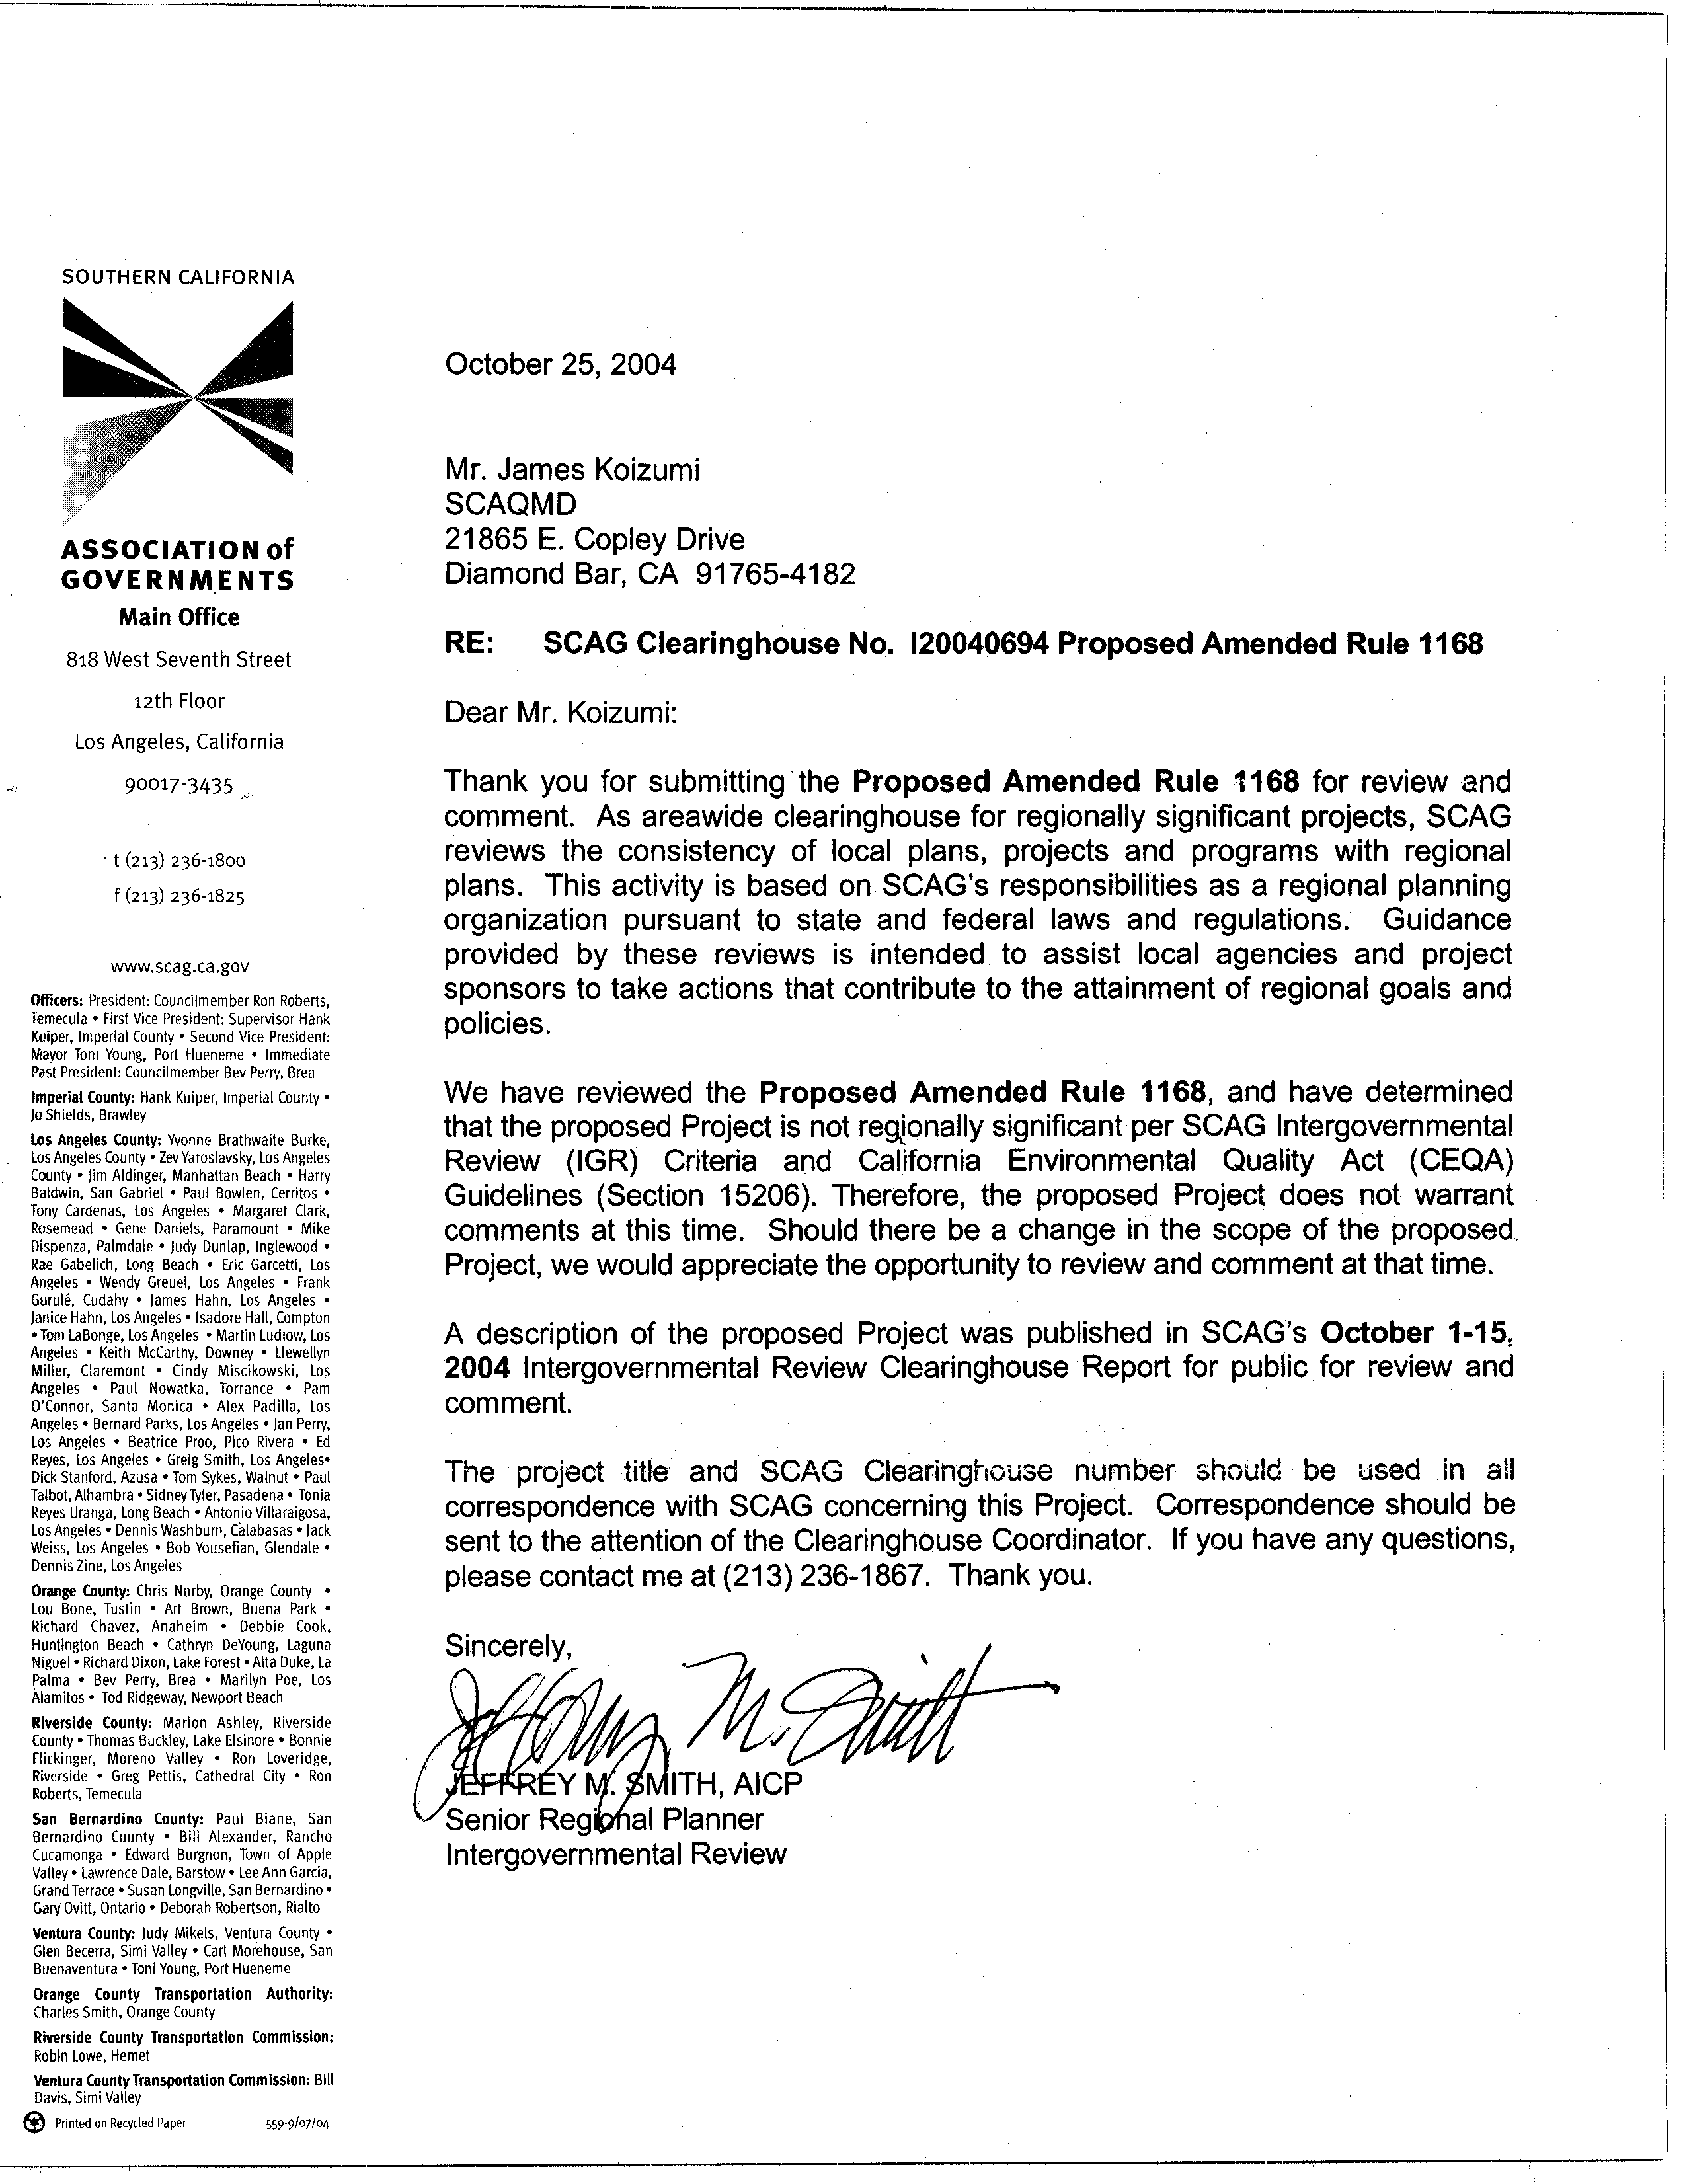 SOUTHERN CALIFORNIA
ASSOCIATION of
GOVERNMENTS
Main Office
818 West Seventh Street
12th Floor
Los Angeles, California
90017-3435
t (213) 236-1800
f (213) 236-1825
www.scag.ca.gov
Officers: President: Councilmember Ron Roberts,
Temecula • First Vice President: Supervisor Hank
Kuiper, Imperial County • Second Vice President:
Mayor Toni Young, Port Hueneme • Immediate
Past President: Councilmember Bev Perry, Brea
Imperial County: Hank Kuiper, Imperial County •
Jo Shields, Brawley
Los Angeles County: Yvonne Brathwaite Burke,
Los Angeles County • Zev Yaroslavsky, Los Angeles
County • Jim Aldinger, Manhattan Beach • Harry
Baldwin, San Gabriel • Paul Bowlen, Cerritos •
Tony Cardenas, Los Angeles • Margaret Clark,
Rosemead • Gene Daniels, Paramount • Mike
Dispenza, Palmdale • Judy Dunlap, Inglewood •
Rae Gabelich, Long Beach • Eric Garcetti, Los
Angeles • Wendy Greuel, Los Angeles • Frank
Gurulé, Cudahy • James Hahn, Los Angeles •
Janice Hahn, Los Angeles • Isadore Hall, Compton
• Tom LaBonge, Los Angeles • Martin Ludlow, Los
Angeles • Keith McCarthy, Downey • Llewellyn
Miller, Claremont • Cindy Miscikowski, Los
Angeles • Paul Nowatka, Torrance • Pam
O'Connor, Santa Monica • Alex Padilla, Los
Angeles • Bernard Parks, Los Angeles • Jan Perry,
Los Angeles • Beatrice Proo, Pico Rivera • Ed
Reyes, Los Angeles • Greig Smith, Los Angeles•
Dick Stanford, Azusa • Tom Sykes, Walnut • Paul
Talbot, Alhambra • Sidney Tyler, Pasadena • Tonia
Reyes Uranga, Long Beach • Antonio Villaraigosa,
Los Angeles • Dennis Washburn, Calabasas • Jack
Weiss, Los Angeles • Bob Yousefian, Glendale •
Dennis Zine, Los Angeles
Orange County: Chris Norby, Orange County •
Lou Bone, Tustin • Art Brown, Buena Park •
Richard Chavez, Anaheim • Debbie Cook,
Huntington Beach • Cathryn DeYoung, Laguna
Niguel • Richard Dixon, Lake Forest • Alta Duke, La
Palma • Bev Perry, Brea • Marilyn Poe, Los
Alamitos • Tod Ridgeway, Newport Beach
Riverside County: Marion Ashley, Riverside
County • Thomas Buckley, Lake Elsinore • Bonnie
Flickinger, Moreno Valley • Ron Loveridge,
Riverside • Greg Pettis, Cathedral City • Ron
Roberts, Temecula
San Bernardino County: Paul Biane, San
Bernardino County • Bill Alexander, Rancho
Cucamonga • Edward Burgnon, Town of Apple
Valley • Lawrence Dale, Barstow • Lee Ann Garcia,
Grand Terrace • Susan Longville, San Bernardino •
Gary Ovitt, Ontario • Deborah Robertson, Rialto
Ventura County: Judy Mikels, Ventura County •
Glen Becerra, Simi Valley • Carl Morehouse, San
Buenaventura • Toni Young, Port Hueneme
Orange County Transportation Authority:
Charles Smith, Orange County
Riverside County Transportation Commission:
Robin Lowe, Hemet
Ventura County Transportation Commission: Bill
Davis, Simi Valley
Printed on Recycled Paper 559-9/07/04
October 25, 2004
Mr. James Koizumi
SCAQMD
21865 E. Copley Drive
Diamond Bar, CA 91765-4182
RE: SCAG Clearinghouse No. I20040694 Proposed Amended Rule 1168
Dear Mr. Koizumi:
Thank you for submitting the Proposed Amended Rule 1168 for review and
comment. As areawide clearinghouse for regionally significant projects, SCAG
reviews the consistency of local plans, projects and programs with regional
plans. This activity is based on SCAG's responsibilities as a regional planning
organization pursuant to state and federal laws and regulations. Guidance
provided by these reviews is intended to assist local agencies and project
sponsors to take actions that contribute to the attainment of regional goals and
policies.
We have reviewed the Proposed Amended Rule 1168, and have determined
that the proposed Project is not regionally significant per SCAG Intergovernmental
Review (IGR) Criteria and California Environmental Quality Act (CEQA)
Guidelines (Section 15206). Therefore, the proposed Project does not warrant
comments at this time. Should there be a change in the scope of the proposed
Project, we would appreciate the opportunity to review and comment at that time.
A description of the proposed Project was published in SCAG's October 1-15,
2004 Intergovernmental Review Clearinghouse Report for public for review and
comment.
The project title and SCAG Clearinghouse number should be used in all
correspondence with SCAG concerning this Project. Correspondence should be
sent to the attention of the Clearinghouse Coordinator. If you have any questions,
please contact me at (213) 236-1867. Thank you.
Sincerely,
Jeffrey M. Smith
JEFFREY M. SMITH, AICP
Senior Regional Planner
Intergovernmental Review